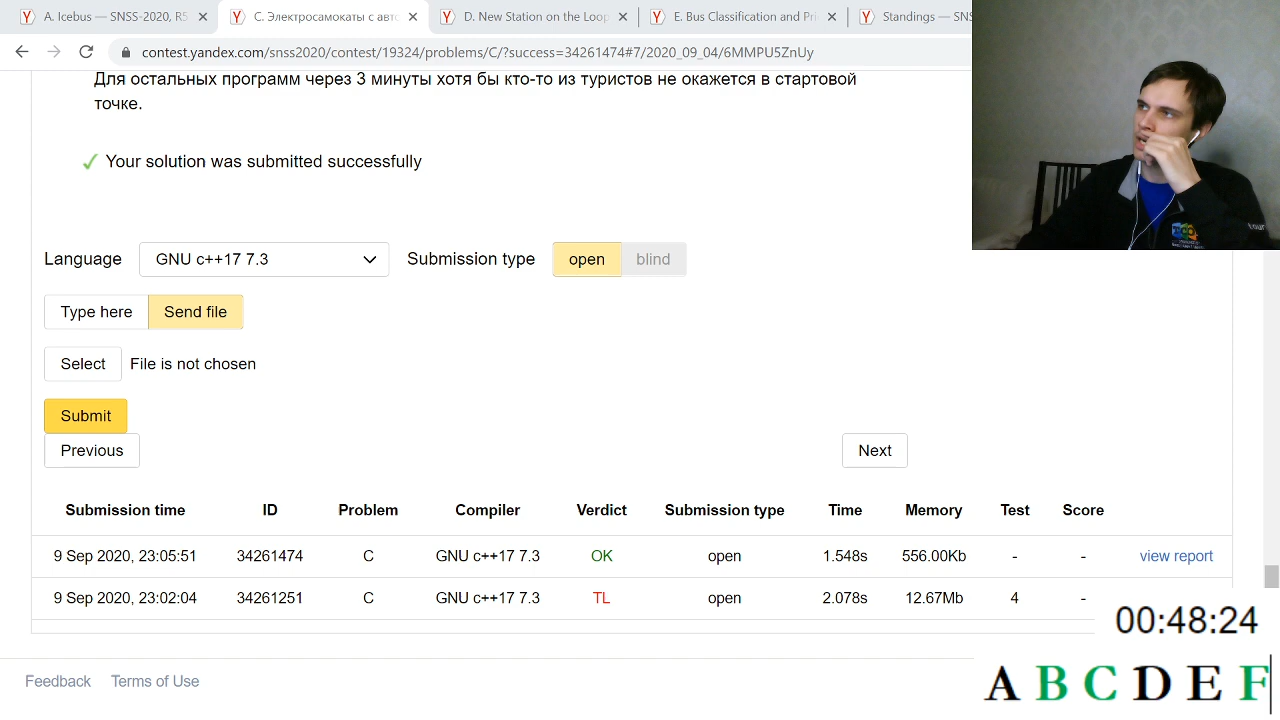 A. Icebus — SNSS-2020, R5
C. Электросамокаты с авто
D. New Station on the Loop
E. Bugs Classification and Pri
Standings — SNS
contest.yandex.com/snss2020/contest/19324/problems/C/?success=34261474#7/2020_09_04/6MMPU5ZnUy
Для остальных программ через 3 минуты хотя бы кто-то из туристов не окажется в стартовой
точке.
Your solution was submitted successfully
Language GNU c++17 7.3 Submission type open blind
Type here Send file
Select File is not chosen
Submit
Previous Next
Submission time ID Problem Compiler Verdict Submission type Time Memory Test Score
9 Sep 2020, 23:05:51 34261474 C GNU c++17 7.3 OK open 1.548s 556.00Kb - - view report
9 Sep 2020, 23:02:04 34261251 C GNU c++17 7.3 TL open 2.078s 12.67Mb 4 -
00:48:24
A B C D E F
Feedback Terms of Use